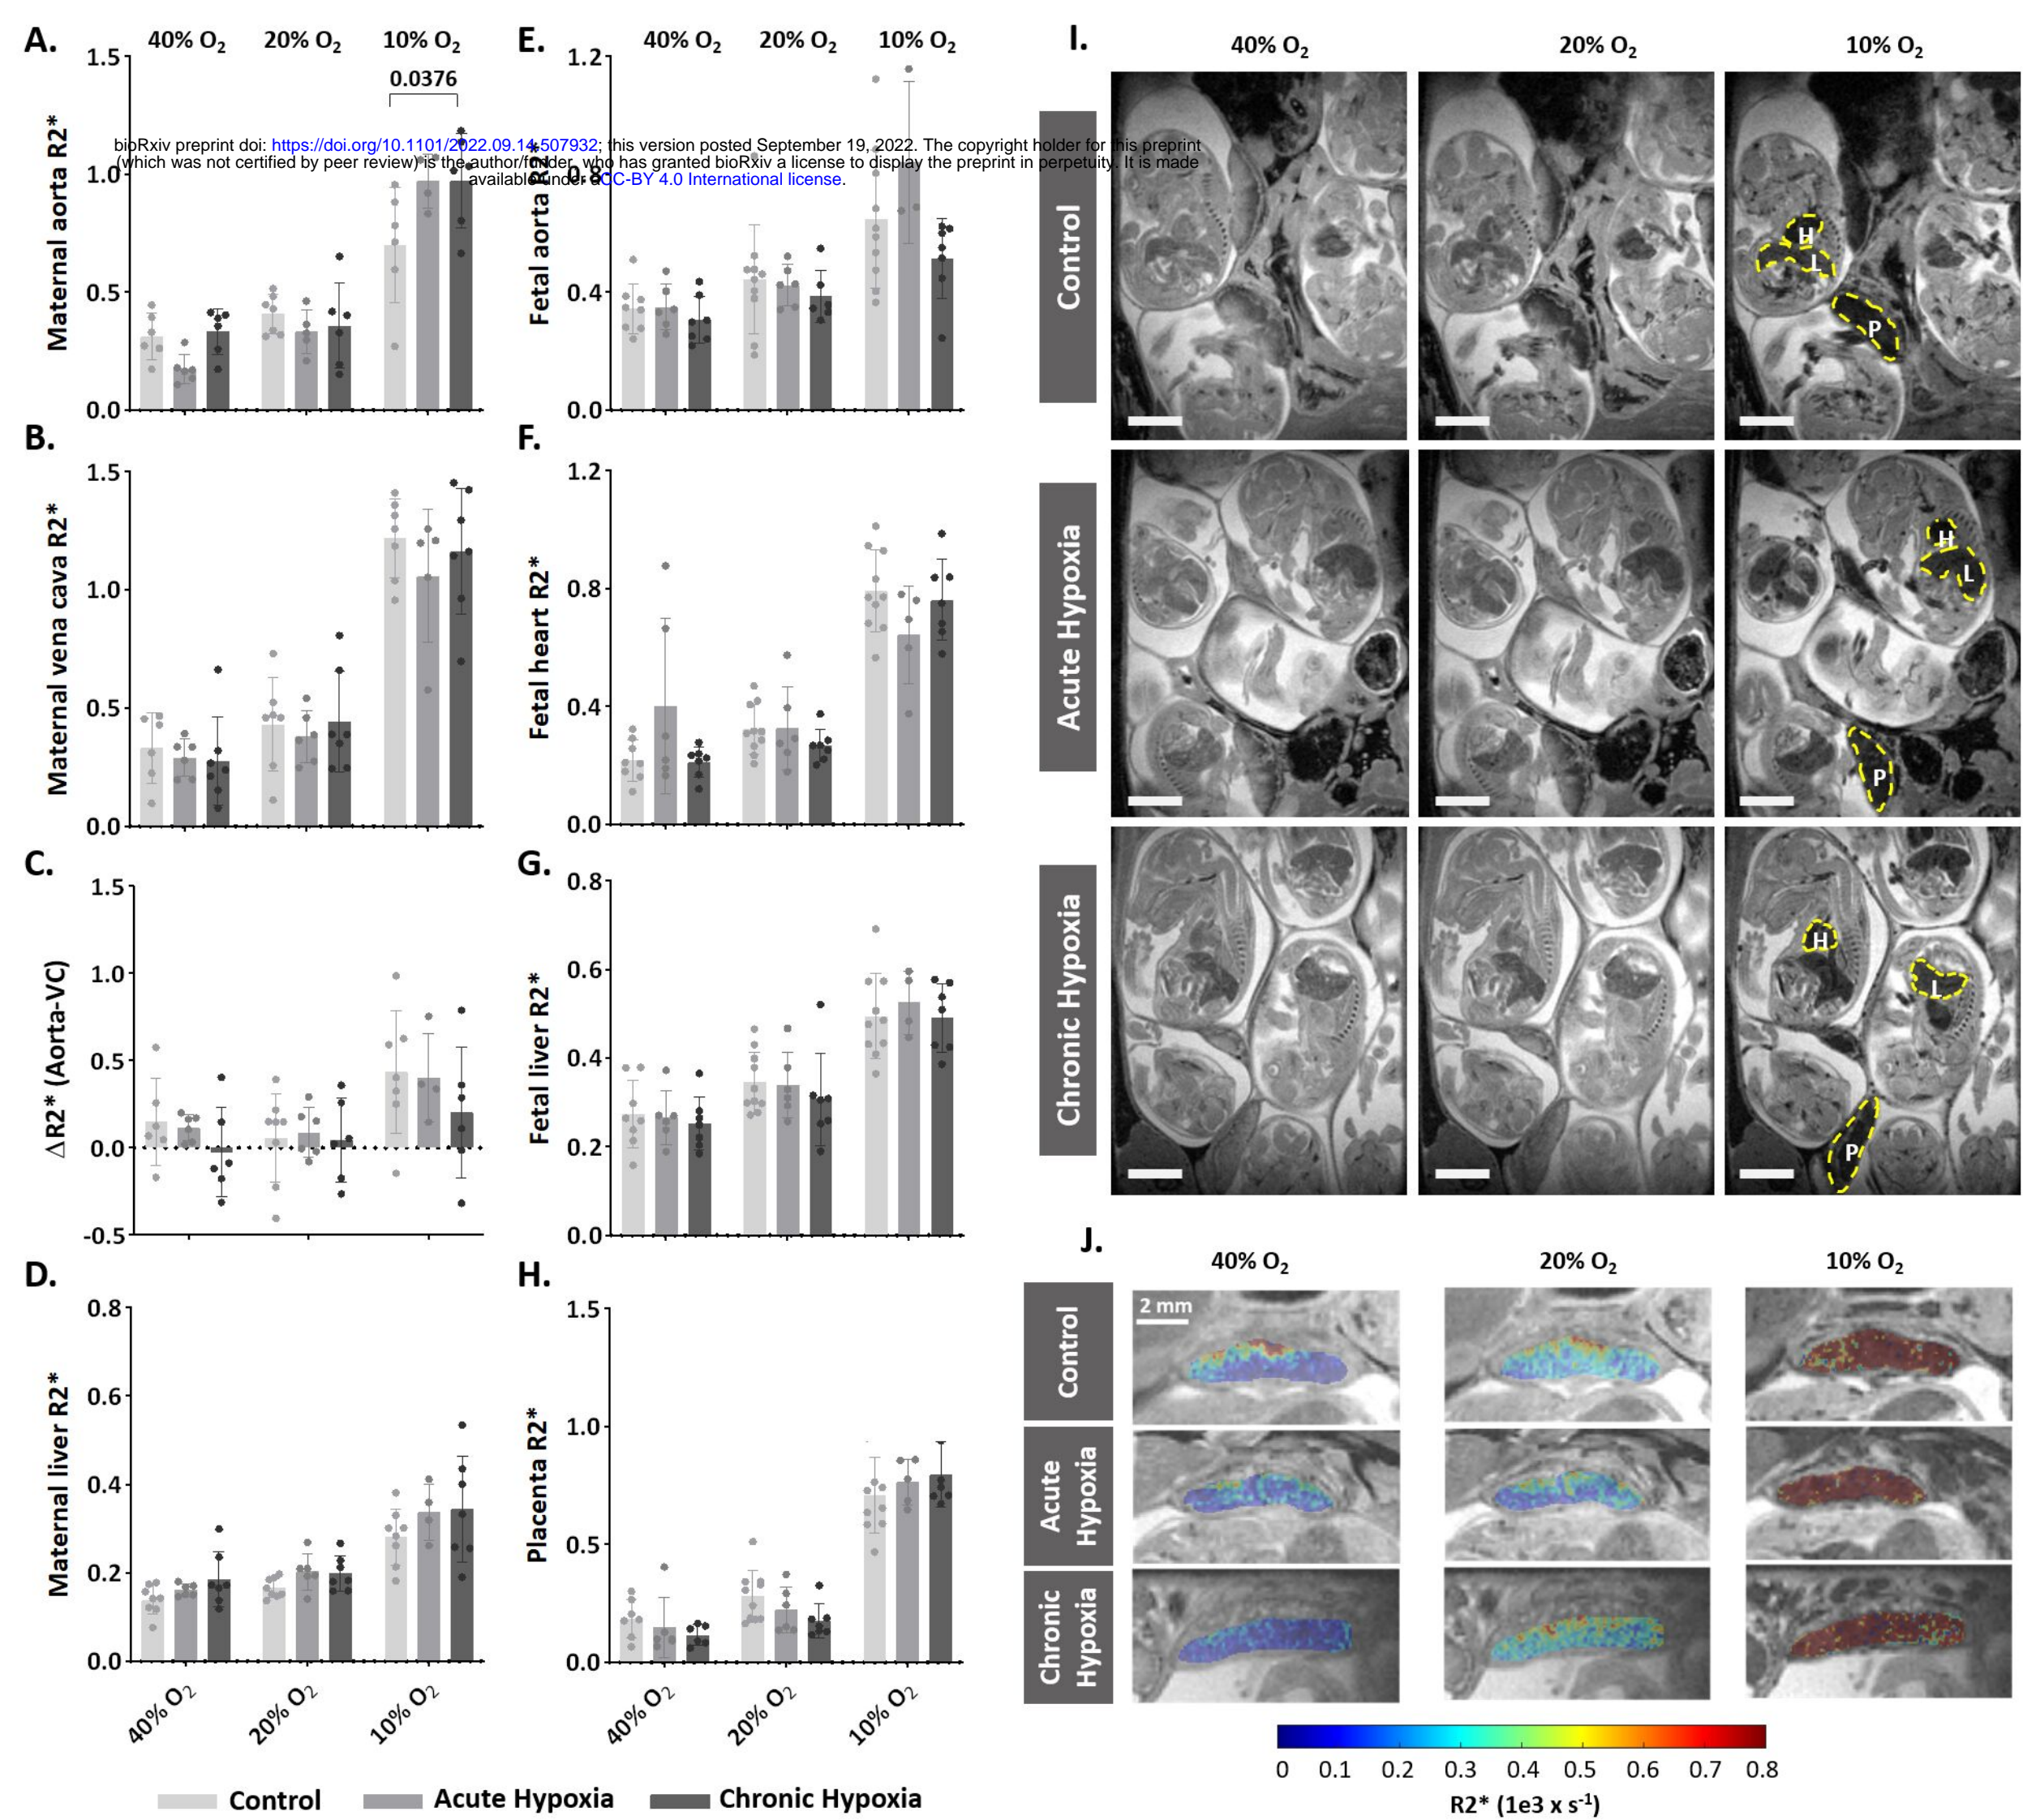 A.
40% O₂ 20% O₂ 10% O₂
0.0376
Maternal aorta R2*
1.5
1.0
0.5
0.0
bioRxiv preprint doi: https://doi.org/10.1101/2022.09.14.507932; this version posted September 19, 2022. The copyright holder for this preprint
(which was not certified by peer review) is the author/funder, who has granted bioRxiv a license to display the preprint in perpetuity. It is made
available under aCC-BY 4.0 International license.
B.
Maternal vena cava R2*
1.5
1.0
0.5
0.0
C.
ΔR2* (Aorta-VC)
1.5
1.0
0.5
0.0
-0.5
D.
Maternal liver R2*
0.8
0.6
0.4
0.2
0.0
40% O₂ 20% O₂ 10% O₂
E.
40% O₂ 20% O₂ 10% O₂
Fetal aorta R2*
1.2
0.8
0.4
0.0
F.
Fetal heart R2*
1.2
0.8
0.4
0.0
G.
Fetal liver R2*
0.8
0.6
0.4
0.2
0.0
H.
Placenta R2*
1.5
1.0
0.5
0.0
40% O₂ 20% O₂ 10% O₂
Control Acute Hypoxia Chronic Hypoxia
I.
40% O₂ 20% O₂ 10% O₂
Control
H
L
P
Acute Hypoxia
H
L
P
Chronic Hypoxia
H
L
P
J.
40% O₂ 20% O₂ 10% O₂
Control
2 mm
Acute
Hypoxia
Chronic
Hypoxia
0 0.1 0.2 0.3 0.4 0.5 0.6 0.7 0.8
R2* (1e3 x s⁻¹)